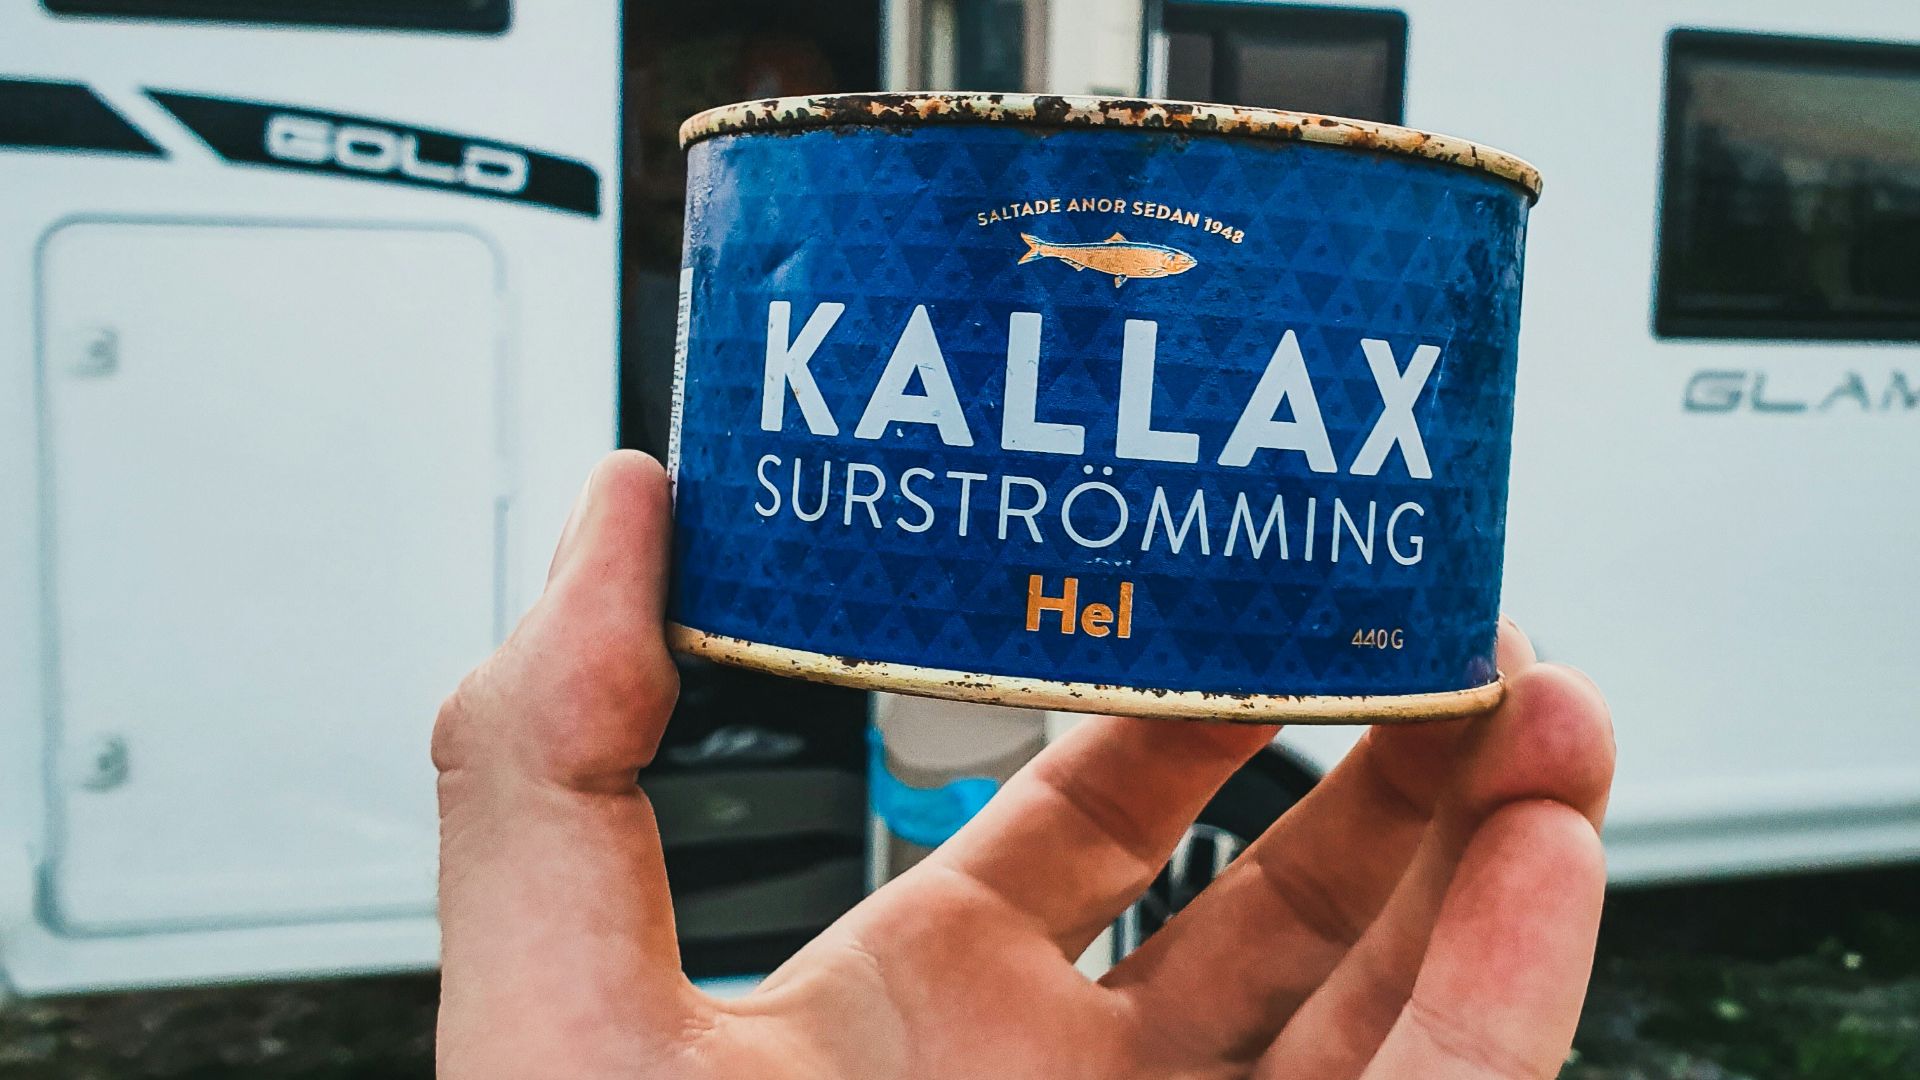 GOLD
SALTADE ANOR SEDAN 1948
KALLAX
SURSTRÖMMING
Hel
440G
GLAM